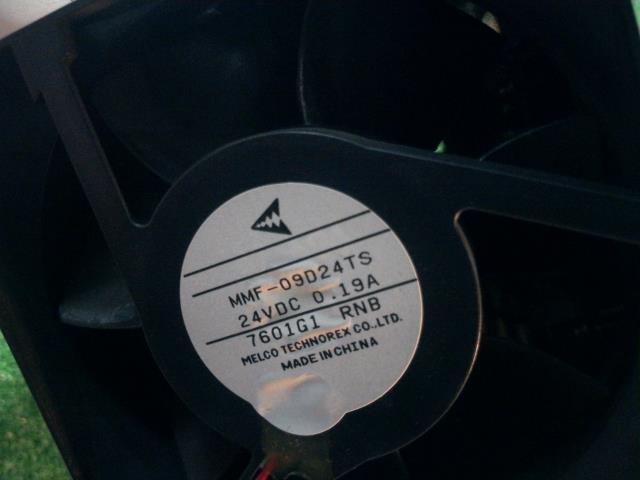 MMF-09D24TS
24VDC 0.19A
7601G1 RNB
MELCO TECHNOREX CO.,LTD.
MADE IN CHINA